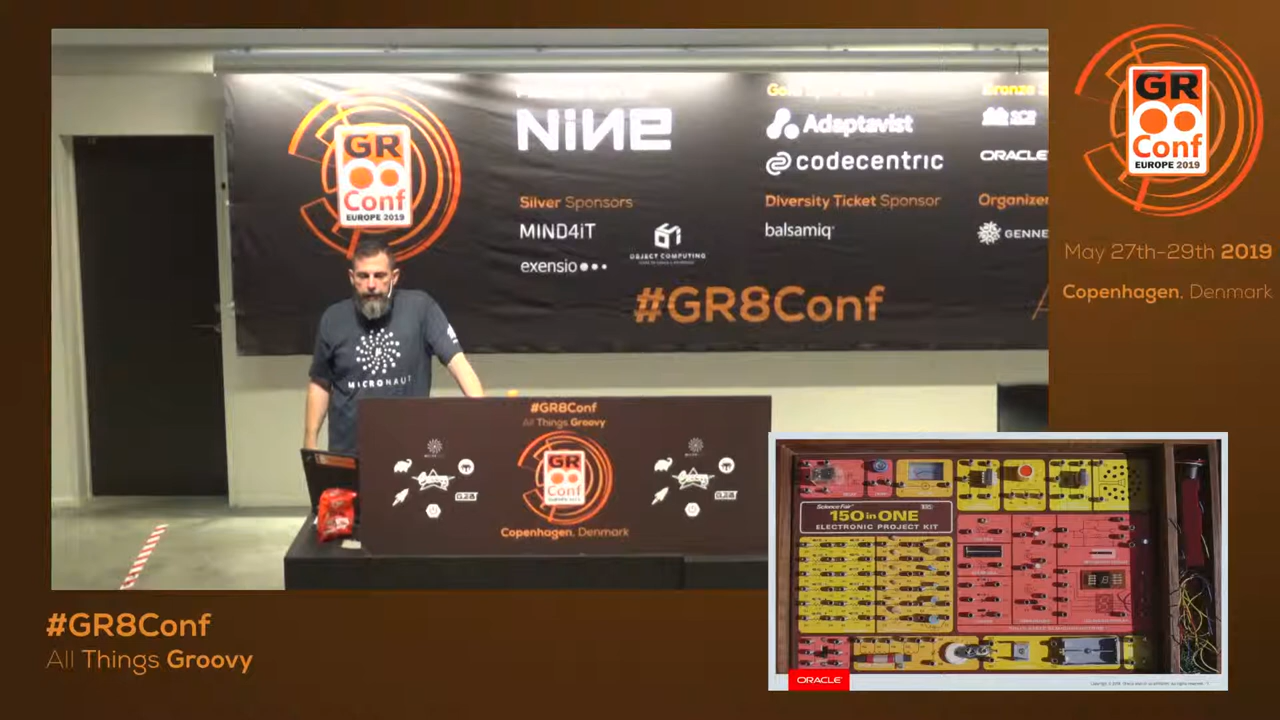 GR
Conf
EUROPE 2019
NINE
Adaptavist
codecentric
ORACLE
Silver Sponsors
Diversity Ticket Sponsor
Organizer
MIND4iT
OBJECT COMPUTING
balsamiq
GENNE
exensio
#GR8Conf
MICRONAUT
#GR8Conf
All Things Groovy
GR
Conf
Copenhagen, Denmark
GR
Conf
EUROPE 2019
May 27th-29th 2019
Copenhagen, Denmark
Science Fair
150 in ONE
ELECTRONIC PROJECT KIT
ORACLE
#GR8Conf
All Things Groovy